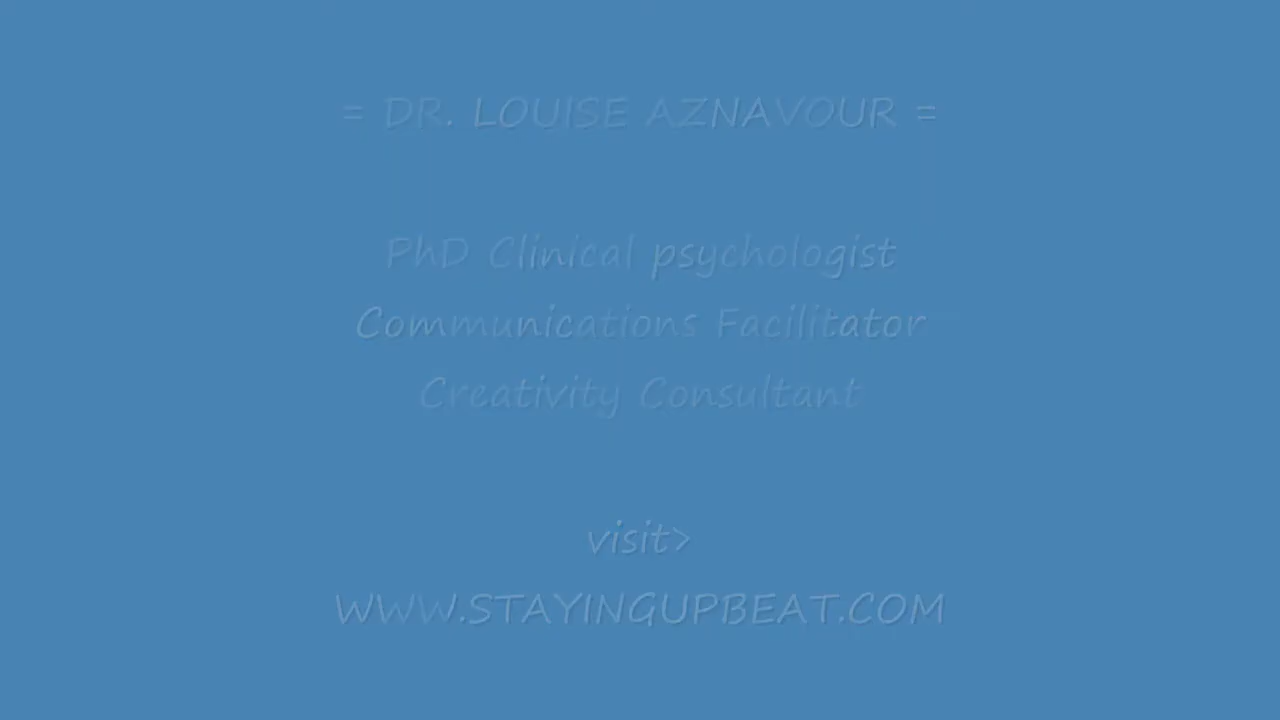 = DR. LOUISE AZNAVOUR =
PhD Clinical psychologist
Communications Facilitator
Creativity Consultant
visit>
WWW.STAYINGUPBEAT.COM